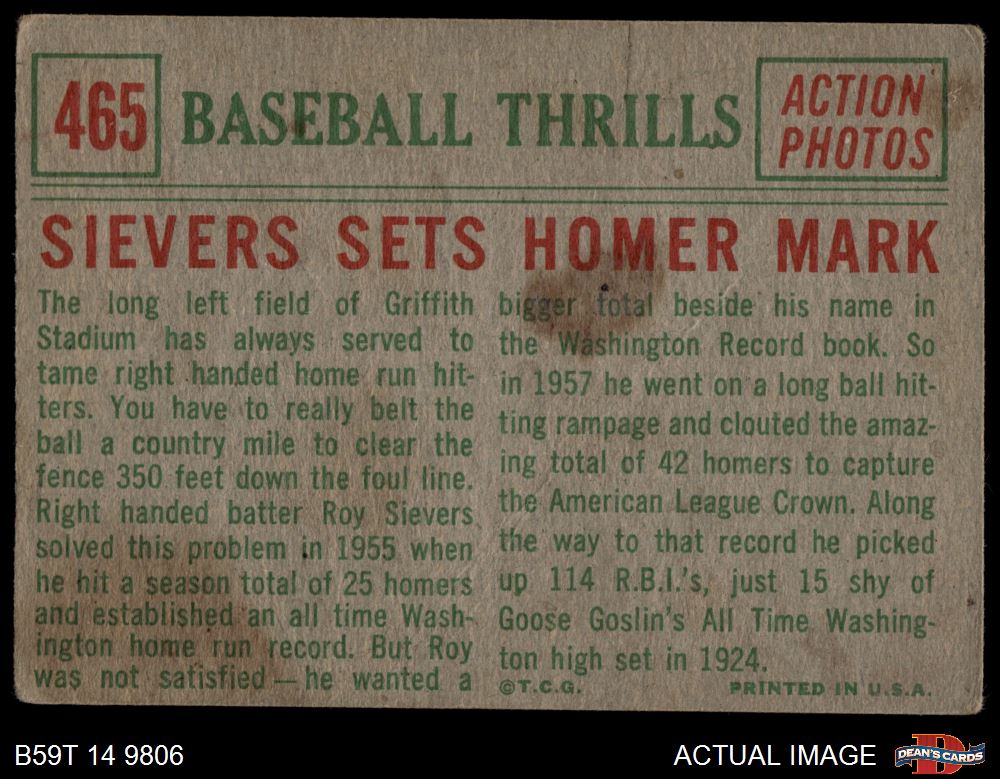 465
BASEBALL THRILLS
ACTION
PHOTOS
SIEVERS SETS HOMER MARK
The long left field of Griffith
Stadium has always served to
tame right handed home run hit-
ters. You have to really belt the
ball a country mile to clear the
fence 350 feet down the foul line.
Right handed batter Roy Sievers
solved this problem in 1955 when
he hit a season total of 25 homers
and established an all time Wash-
ington home run record. But Roy
was not satisfied — he wanted a
bigger total beside his name in
the Washington Record book. So
in 1957 he went on a long ball hit-
ting rampage and clouted the amaz-
ing total of 42 homers to capture
the American League Crown. Along
the way to that record he picked
up 114 R.B.I.'s, just 15 shy of
Goose Goslin's All Time Washing-
ton high set in 1924.
©T.C.G.
PRINTED IN U.S.A.
B59T 14 9806
ACTUAL IMAGE
D
DEAN'S CARDS